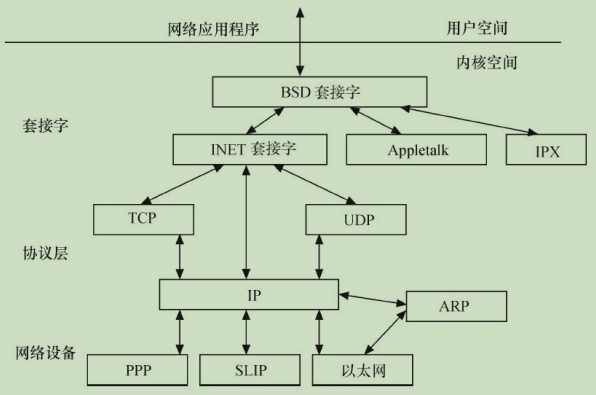 网络应用程序 用户空间
内核空间
BSD 套接字
套接字
INET 套接字 Appletalk IPX
TCP UDP
协议层
IP ARP
网络设备
PPP SLIP 以太网